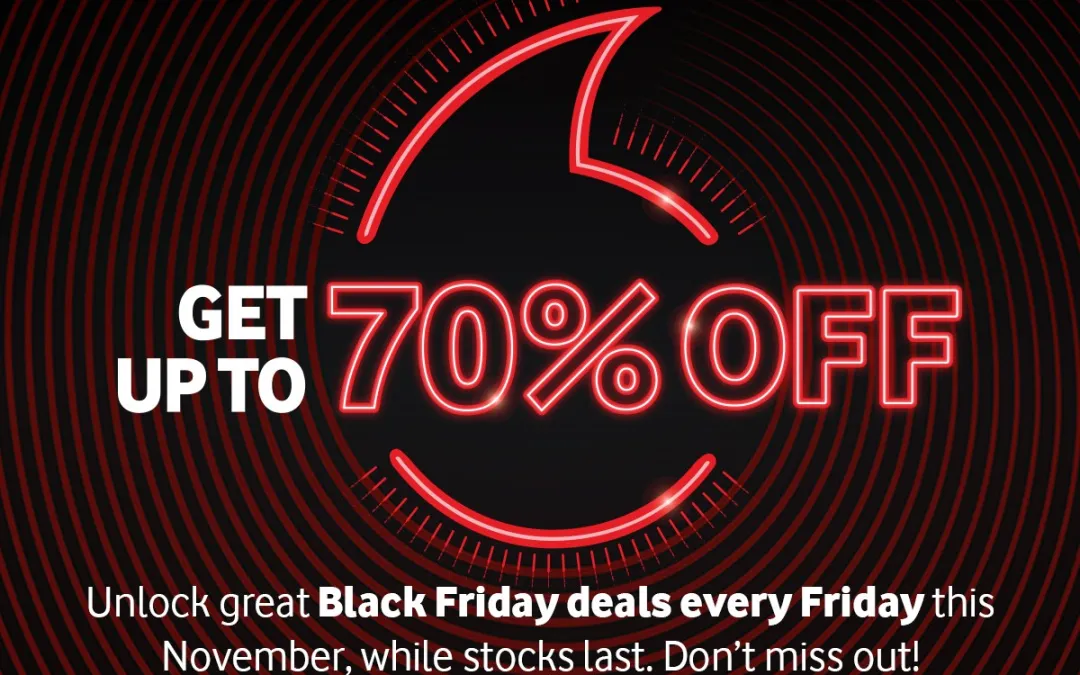 GET
UP TO
70% OFF
Unlock great Black Friday deals every Friday this
November, while stocks last. Don't miss out!